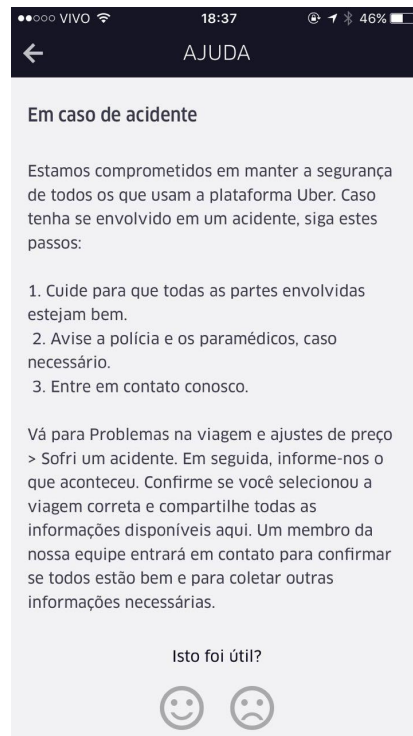 VIVO 18:37 46%
AJUDA
Em caso de acidente
Estamos comprometidos em manter a segurança
de todos os que usam a plataforma Uber. Caso
tenha se envolvido em um acidente, siga estes
passos:
1. Cuide para que todas as partes envolvidas
estejam bem.
2. Avise a polícia e os paramédicos, caso
necessário.
3. Entre em contato conosco.
Vá para Problemas na viagem e ajustes de preço
> Sofri um acidente. Em seguida, informe-nos o
que aconteceu. Confirme se você selecionou a
viagem correta e compartilhe todas as
informações disponíveis aqui. Um membro da
nossa equipe entrará em contato para confirmar
se todos estão bem e para coletar outras
informações necessárias.
Isto foi útil?